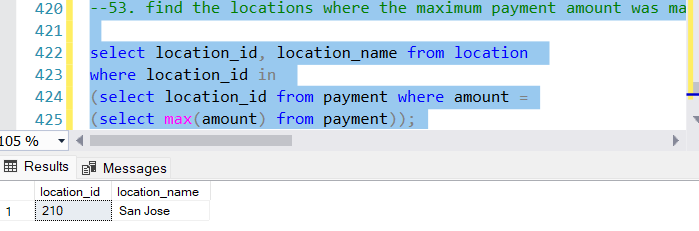 420 --53. find the locations where the maximum payment amount was
421
422 select location_id, location_name from location
423 where location_id in
424 (select location_id from payment where amount =
425 (select max(amount) from payment));
105 %
Results Messages
location_id location_name
1 210 San Jose